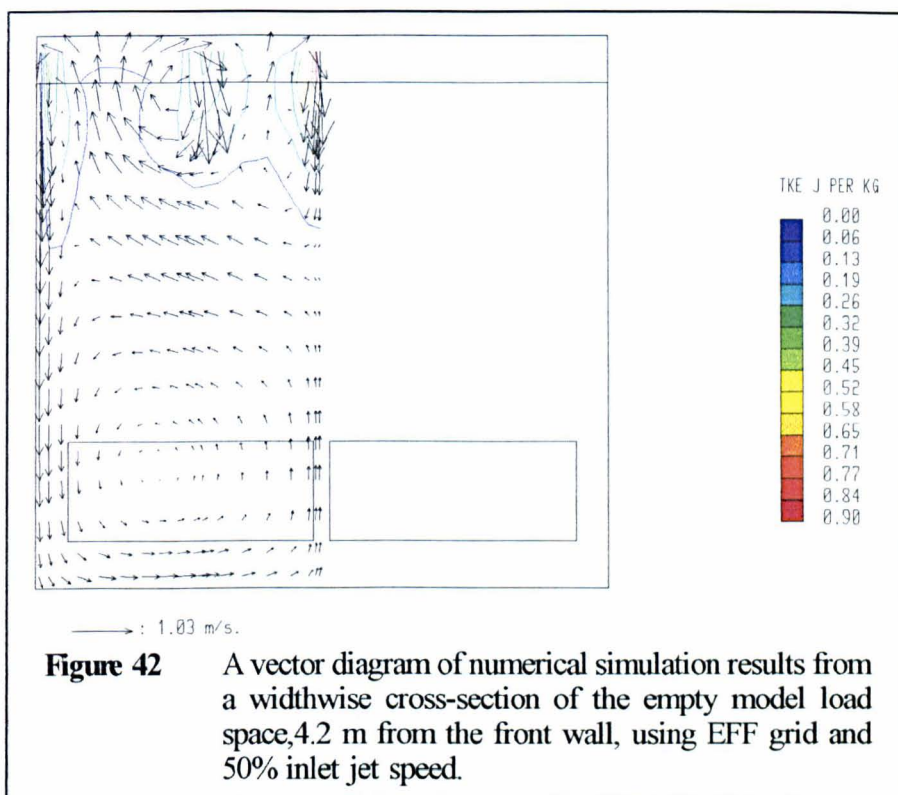 TKE J PER KG
0.00
0.06
0.13
0.19
0.26
0.32
0.39
0.45
0.52
0.58
0.65
0.71
0.77
0.84
0.90
: 1.03 m/s.
Figure 42 A vector diagram of numerical simulation results from
a widthwise cross-section of the empty model load
space,4.2 m from the front wall, using EFF grid and
50% inlet jet speed.